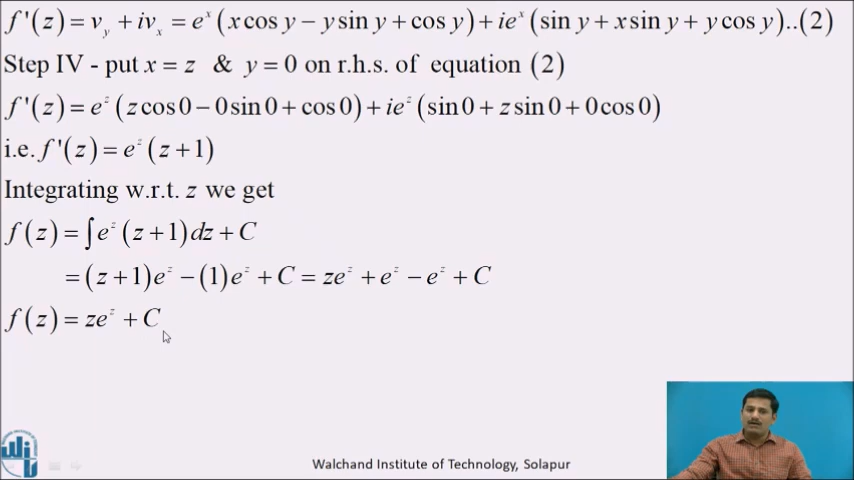 f'(z) = v_y + iv_x = e^x (x cos y − y sin y + cos y) + ie^x (sin y + x sin y + y cos y)..(2)
Step IV - put x = z & y = 0 on r.h.s. of equation (2)
f'(z) = e^z (z cos 0 − 0 sin 0 + cos 0) + ie^z (sin 0 + z sin 0 + 0 cos 0)
i.e. f'(z) = e^z (z + 1)
Integrating w.r.t. z we get
f(z) = ∫ e^z (z + 1) dz + C
= (z + 1) e^z − (1) e^z + C = ze^z + e^z − e^z + C
f(z) = ze^z + C
Walchand Institute of Technology, Solapur